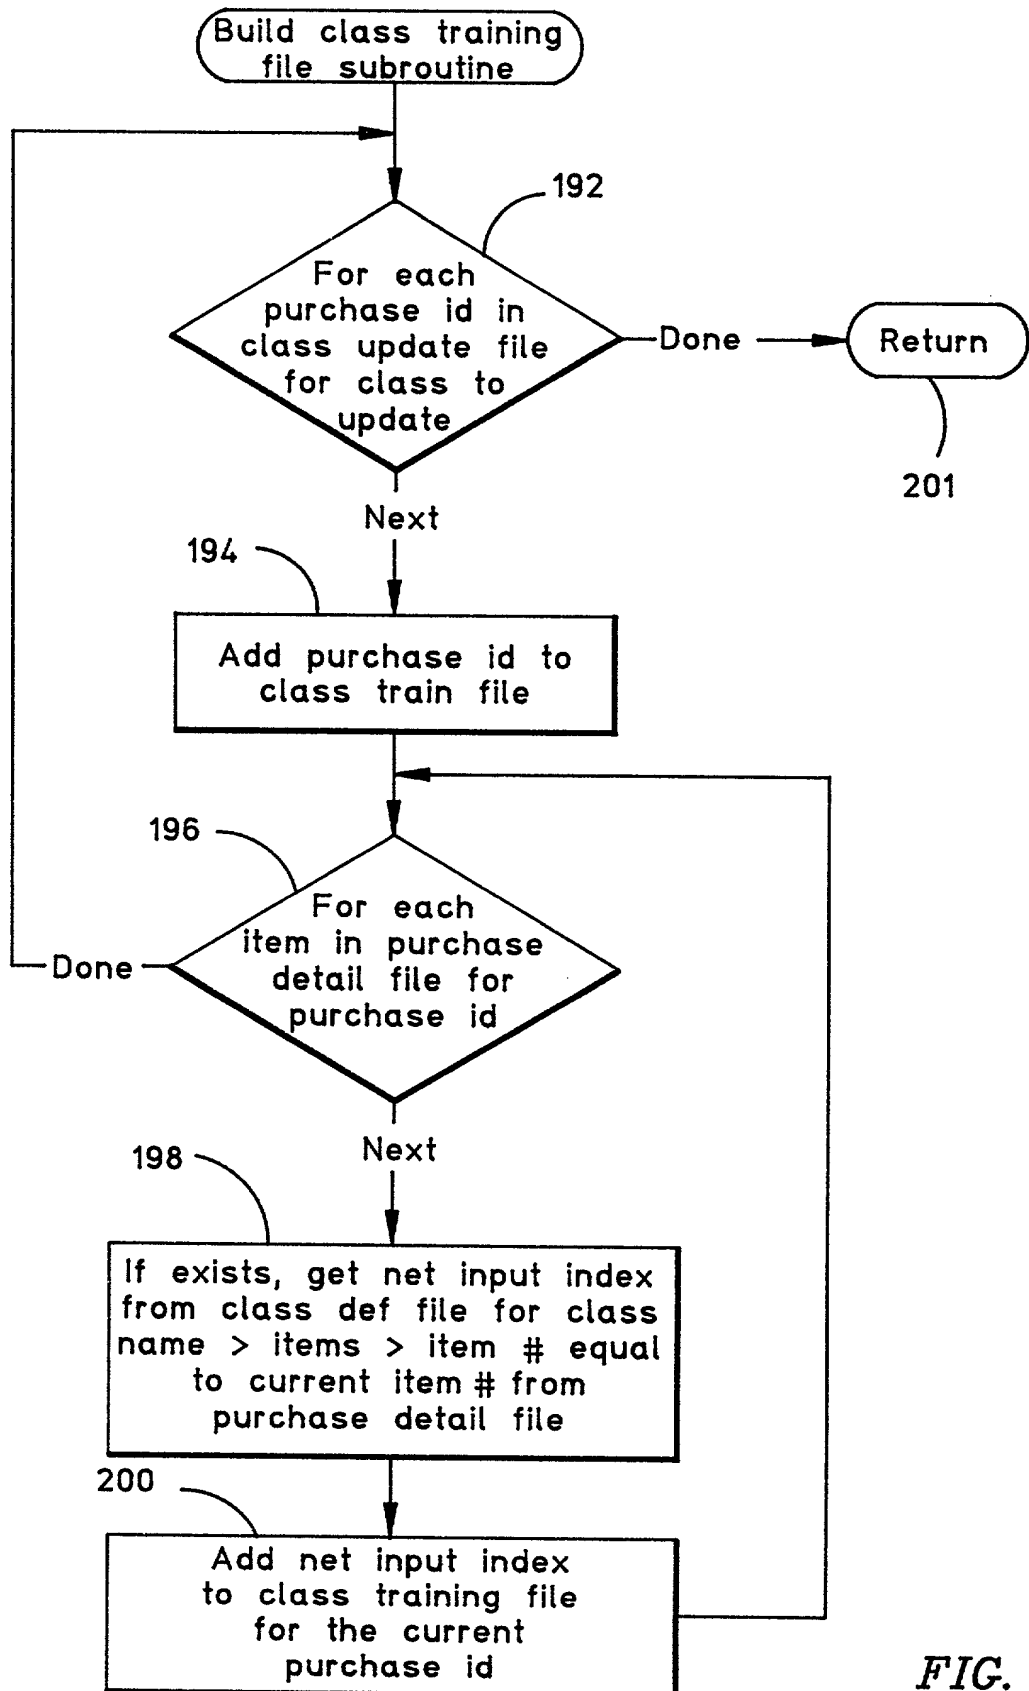 Build class training
file subroutine
192
For each
purchase id in
class update file
for class to
update
Done
Return
201
Next
194
Add purchase id to
class train file
196
For each
item in purchase
detail file for
purchase id
Done
Next
198
If exists, get net input index
from class def file for class
name > items > item # equal
to current item # from
purchase detail file
200
Add net input index
to class training file
for the current
purchase id
FIG.